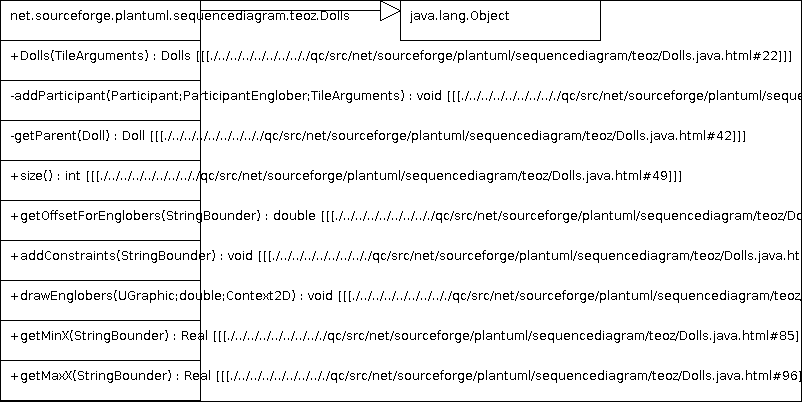 net.sourceforge.plantuml.sequencediagram.teoz.Dolls
java.lang.Object
+Dolls(TileArguments) : Dolls [[[./../../../../../../../../qc/src/net/sourceforge/plantuml/sequencediagram/teoz/Dolls.java.html#22]]]
-addParticipant(Participant;ParticipantEnglober;TileArguments) : void [[[./../../../../../../../../qc/src/net/sourceforge/plantuml/seque
-getParent(Doll) : Doll [[[./../../../../../../../../qc/src/net/sourceforge/plantuml/sequencediagram/teoz/Dolls.java.html#42]]]
+size() : int [[[./../../../../../../../../qc/src/net/sourceforge/plantuml/sequencediagram/teoz/Dolls.java.html#49]]]
+getOffsetForEnglobers(StringBounder) : double [[[./../../../../../../../../qc/src/net/sourceforge/plantuml/sequencediagram/teoz/Do
+addConstraints(StringBounder) : void [[[./../../../../../../../../qc/src/net/sourceforge/plantuml/sequencediagram/teoz/Dolls.java.ht
+drawEnglobers(UGraphic;double;Context2D) : void [[[./../../../../../../../../qc/src/net/sourceforge/plantuml/sequencediagram/teoz/
+getMinX(StringBounder) : Real [[[./../../../../../../../../qc/src/net/sourceforge/plantuml/sequencediagram/teoz/Dolls.java.html#85]
+getMaxX(StringBounder) : Real [[[./../../../../../../../../qc/src/net/sourceforge/plantuml/sequencediagram/teoz/Dolls.java.html#96]